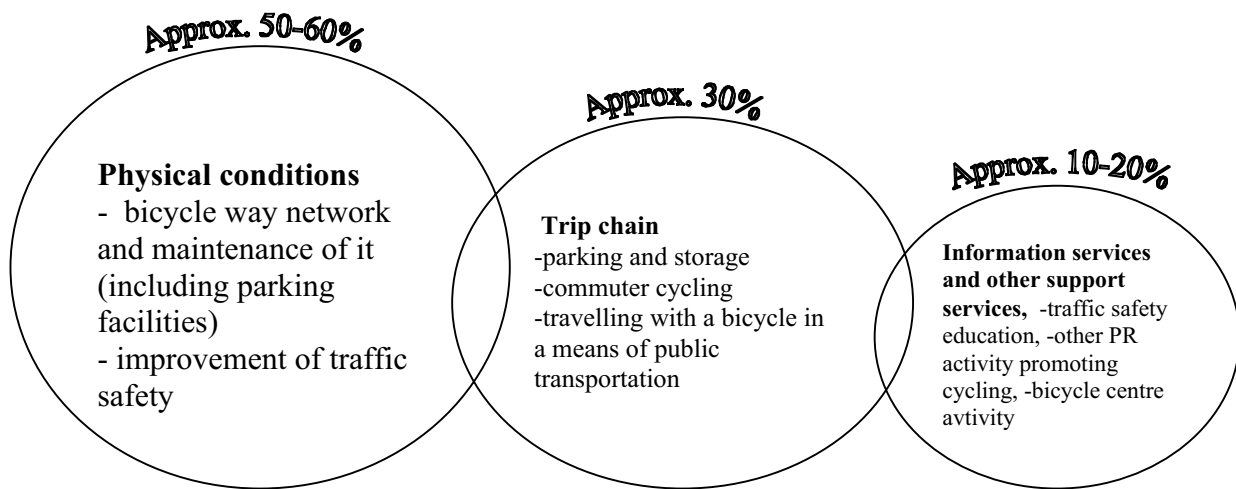 Approx. 50-60%
Physical conditions
- bicycle way network
and maintenance of it
(including parking
facilities)
- improvement of traffic
safety
Approx. 30%
Trip chain
-parking and storage
-commuter cycling
-travelling with a bicycle in
a means of public
transportation
Approx. 10-20%
Information services
and other support
services, -traffic safety
education, -other PR
activity promoting
cycling, -bicycle centre
avtivity